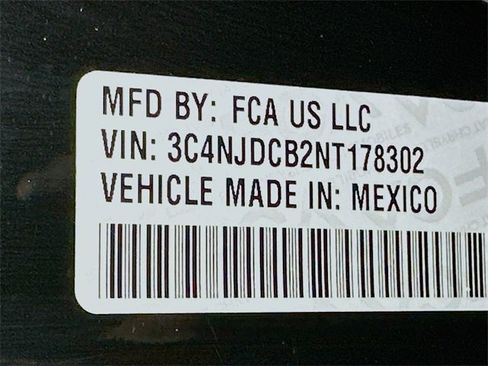 MFD BY: FCA US LLC
VIN: 3C4NJDCB2NT178302
VEHICLE MADE IN: MEXICO